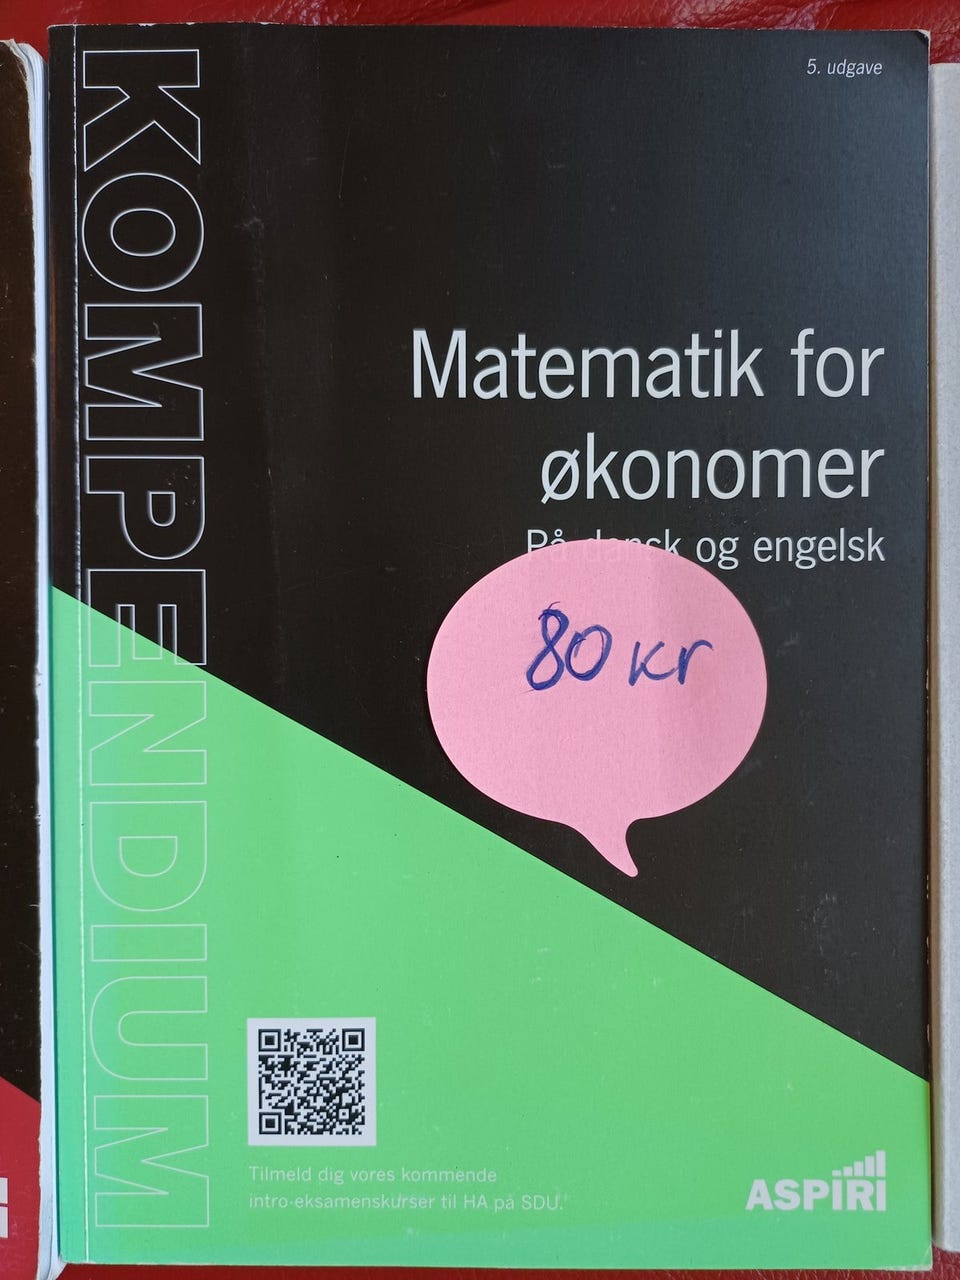 KOMPENDIUM
5. udgave
Matematik for
økonomer
På dansk og engelsk
80 kr
Tilmeld dig vores kommende
intro-eksamenskurser til HA på SDU.
ASPIRI